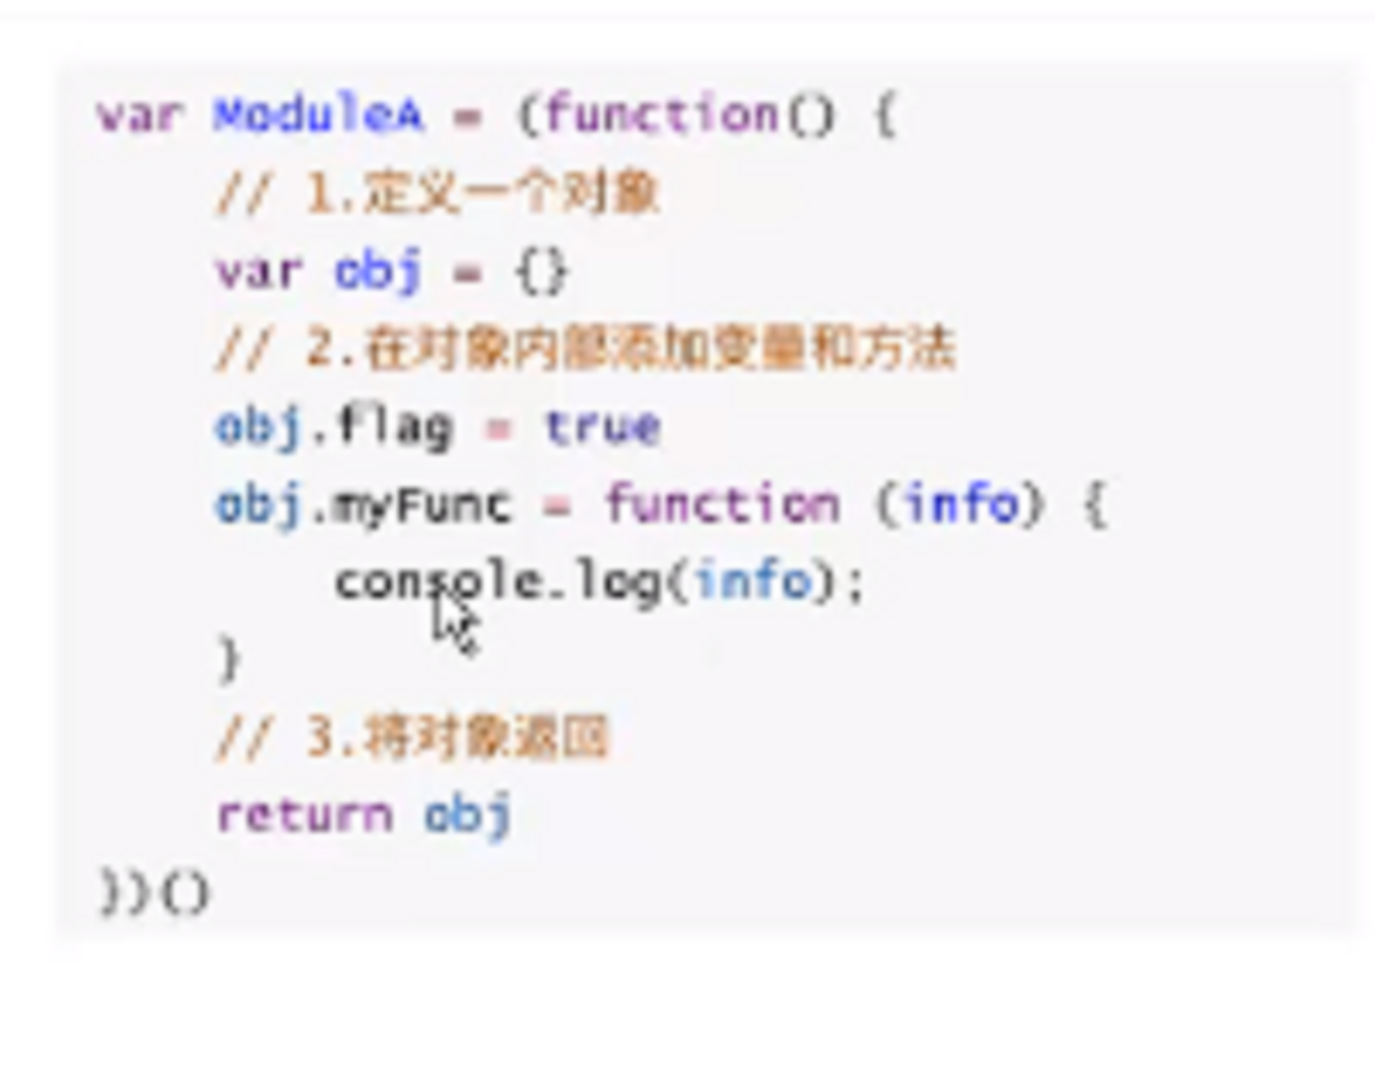 var ModuleA = (function() {
    // 1.定义一个对象
    var obj = {}
    // 2.在对象内部添加变量和方法
    obj.flag = true
    obj.myFunc = function (info) {
        console.log(info);
    }
    // 3.将对象返回
    return obj
})()